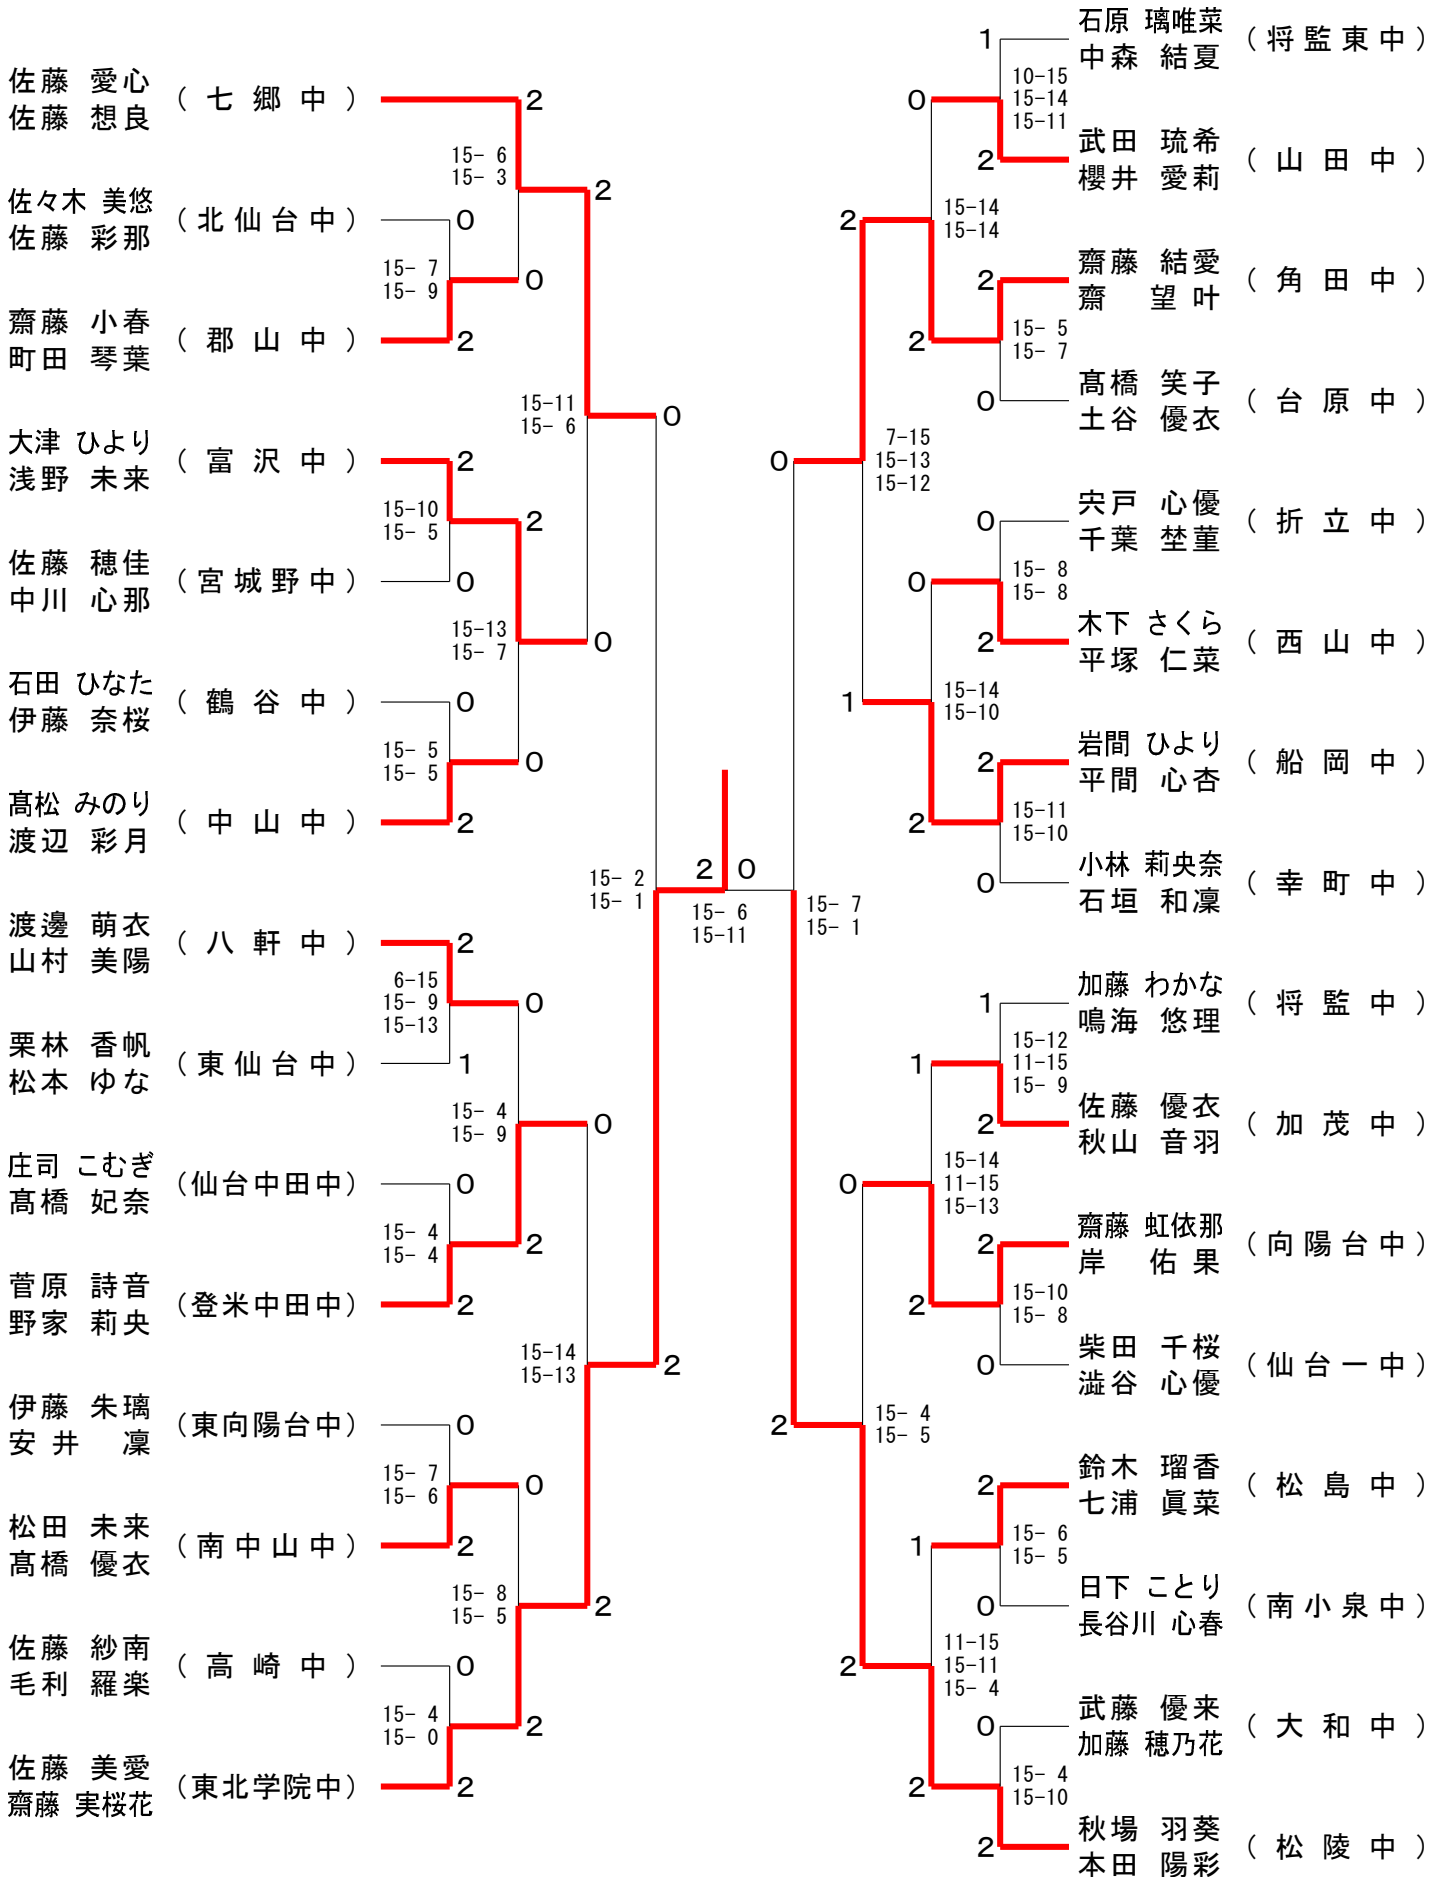 佐藤 愛心
佐藤 想良
（七郷中）
2
15- 6
15- 3
2
佐々木 美悠
佐藤 彩那
（北仙台中）
0
15- 7
15- 9
0
齋藤 小春
町田 琴葉
（郡山中）
2
15-11
15- 6
0
大津 ひより
浅野 未来
（富沢中）
2
15-10
15- 5
2
佐藤 穂佳
中川 心那
（宮城野中）
0
15-13
15- 7
0
石田 ひなた
伊藤 奈桜
（鶴谷中）
0
15- 5
15- 5
0
髙松 みのり
渡辺 彩月
（中山中）
2
15- 2
15- 1
渡邊 萌衣
山村 美陽
（八軒中）
2
6-15
15- 9
15-13
0
栗林 香帆
松本 ゆな
（東仙台中）
1
15- 4
15- 9
0
庄司 こむぎ
髙橋 妃奈
（仙台中田中）
0
15- 4
15- 4
2
菅原 詩音
野家 莉央
（登米中田中）
2
15-14
15-13
2
伊藤 朱璃
安井 凜
（東向陽台中）
0
15- 7
15- 6
0
松田 未来
髙橋 優衣
（南中山中）
2
15- 8
15- 5
2
佐藤 紗南
毛利 羅楽
（高崎中）
0
15- 4
15- 0
2
佐藤 美愛
齋藤 実桜花
（東北学院中）
2
2 0
15- 6
15-11
石原 璃唯菜
中森 結夏
（将監東中）
1
10-15
15-14
15-11
0
武田 琉希
櫻井 愛莉
（山田中）
2
15-14
15-14
2
齋藤 結愛
齋 望叶
（角田中）
2
15- 5
15- 7
2
髙橋 笑子
土谷 優衣
（台原中）
0
7-15
15-13
15-12
0
宍戸 心優
千葉 埜菫
（折立中）
0
15- 8
15- 8
0
木下 さくら
平塚 仁菜
（西山中）
2
15-14
15-10
1
岩間 ひより
平間 心杏
（船岡中）
2
15-11
15-10
2
小林 莉央奈
石垣 和凜
（幸町中）
0
15- 7
15- 1
加藤 わかな
鳴海 悠理
（将監中）
1
15-12
11-15
15- 9
1
佐藤 優衣
秋山 音羽
（加茂中）
2
15-14
11-15
15-13
0
齋藤 虹依那
岸 佑果
（向陽台中）
2
15-10
15- 8
2
柴田 千桜
澁谷 心優
（仙台一中）
0
15- 4
15- 5
2
鈴木 瑠香
七浦 眞菜
（松島中）
2
15- 6
15- 5
1
日下 ことり
長谷川 心春
（南小泉中）
0
11-15
15-11
15- 4
2
武藤 優来
加藤 穂乃花
（大和中）
0
15- 4
15-10
2
秋場 羽葵
本田 陽彩
（松陵中）
2